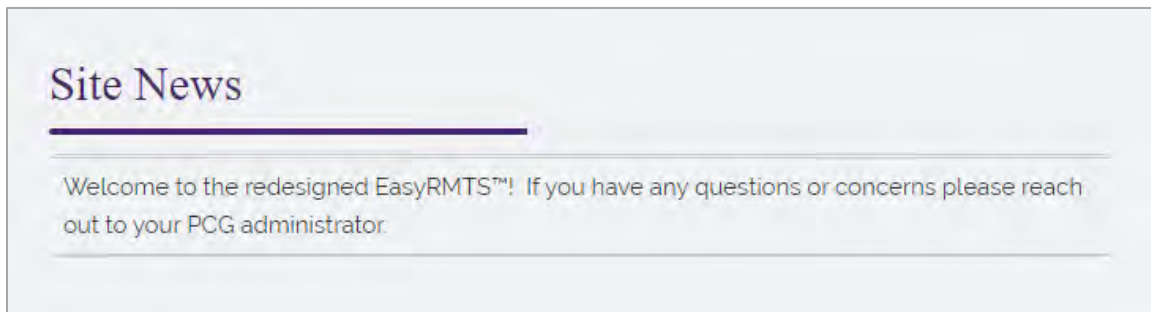 Site News
Welcome to the redesigned EasyRMTS™!  If you have any questions or concerns please reach
out to your PCG administrator.